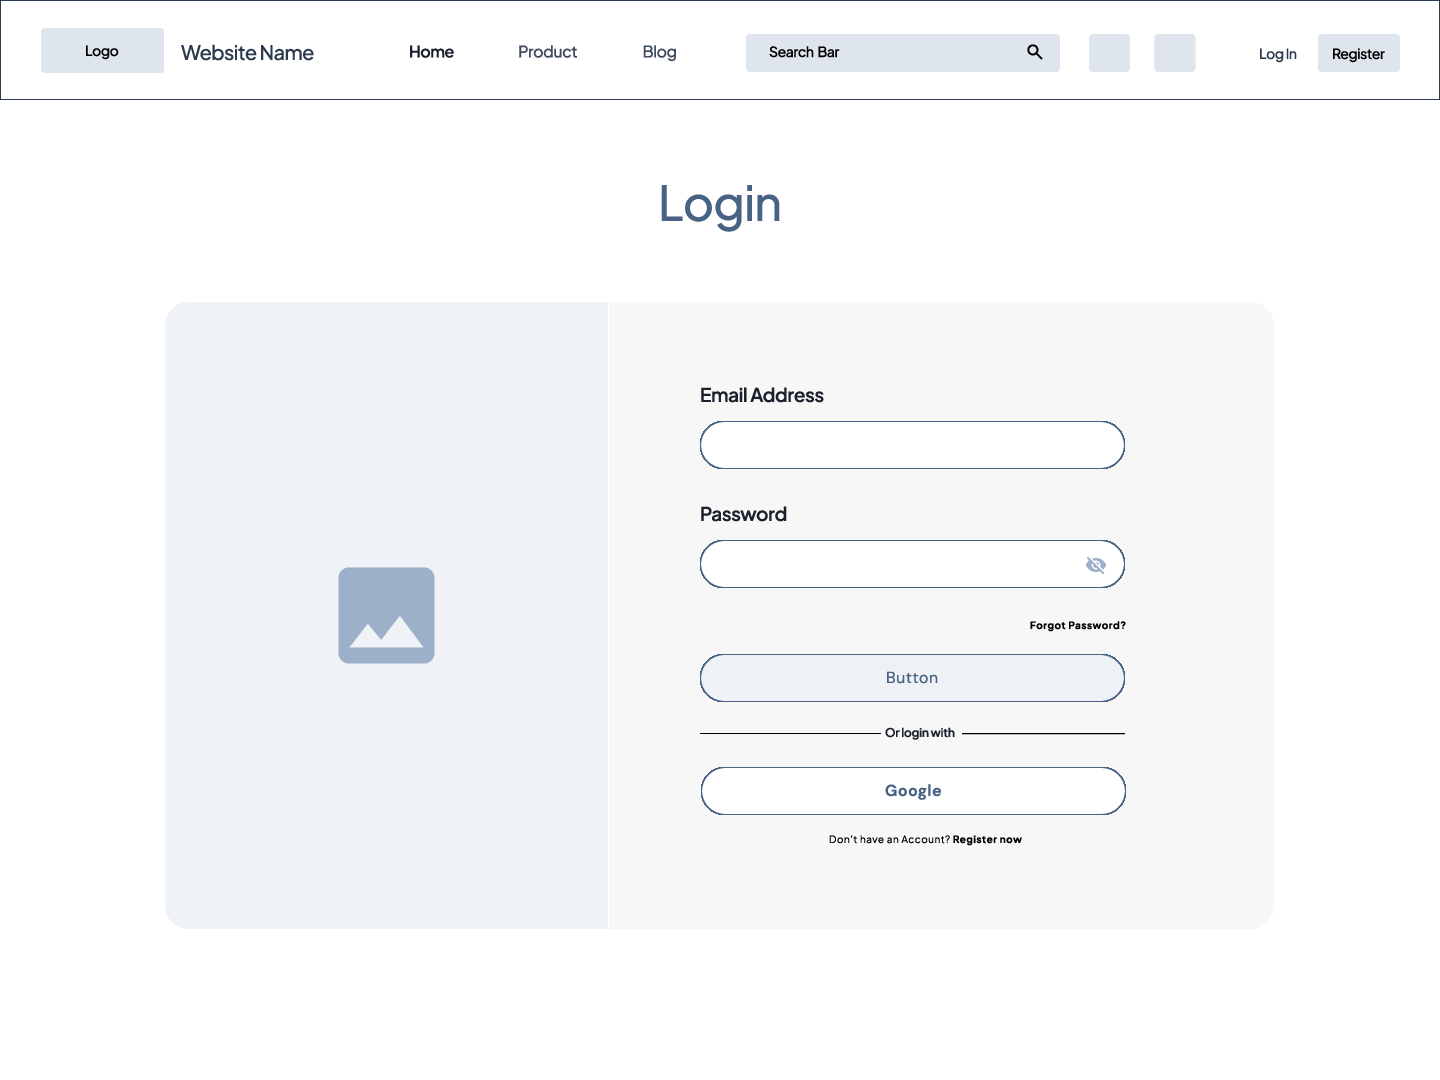 Logo
Website Name
Home
Product
Blog
Search Bar
Log In
Register
Login
Email Address
Password
Forgot Password?
Button
Or login with
Google
Don't have an Account? Register now